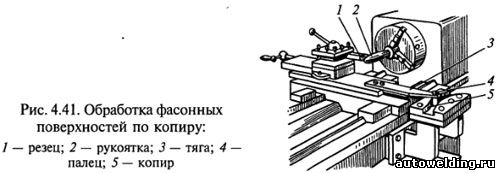 1 2
3
4
5
Рис. 4.41. Обработка фасонных
поверхностей по копиру:
1 — резец; 2 — рукоятка; 3 — тяга; 4 —
палец; 5 — копир
www.autowelding.ru